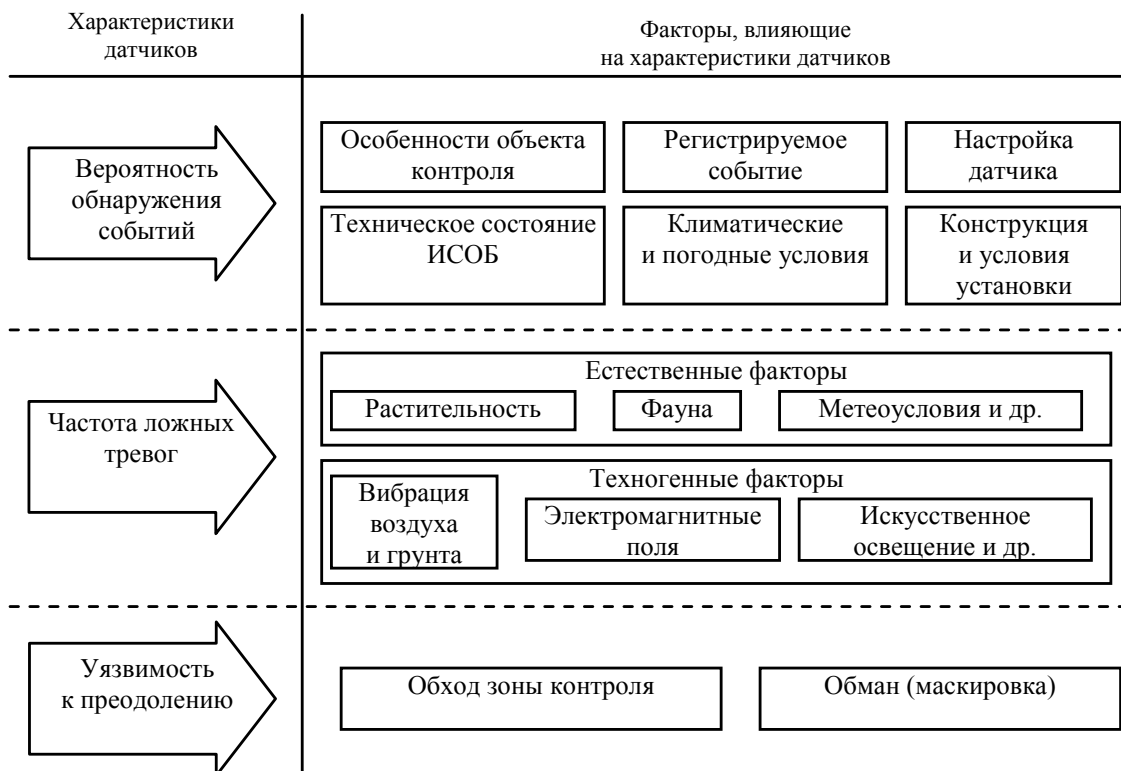 Характеристики
датчиков
Факторы, влияющие
на характеристики датчиков
Вероятность
обнаружения
событий
Особенности объекта
контроля
Регистрируемое
событие
Настройка
датчика
Техническое состояние
ИСОБ
Климатические
и погодные условия
Конструкция
и условия
установки
Частота ложных
тревог
Естественные факторы
Растительность
Фауна
Метеоусловия и др.
Техногенные факторы
Вибрация
воздуха
и грунта
Электромагнитные
поля
Искусственное
освещение и др.
Уязвимость
к преодолению
Обход зоны контроля
Обман (маскировка)